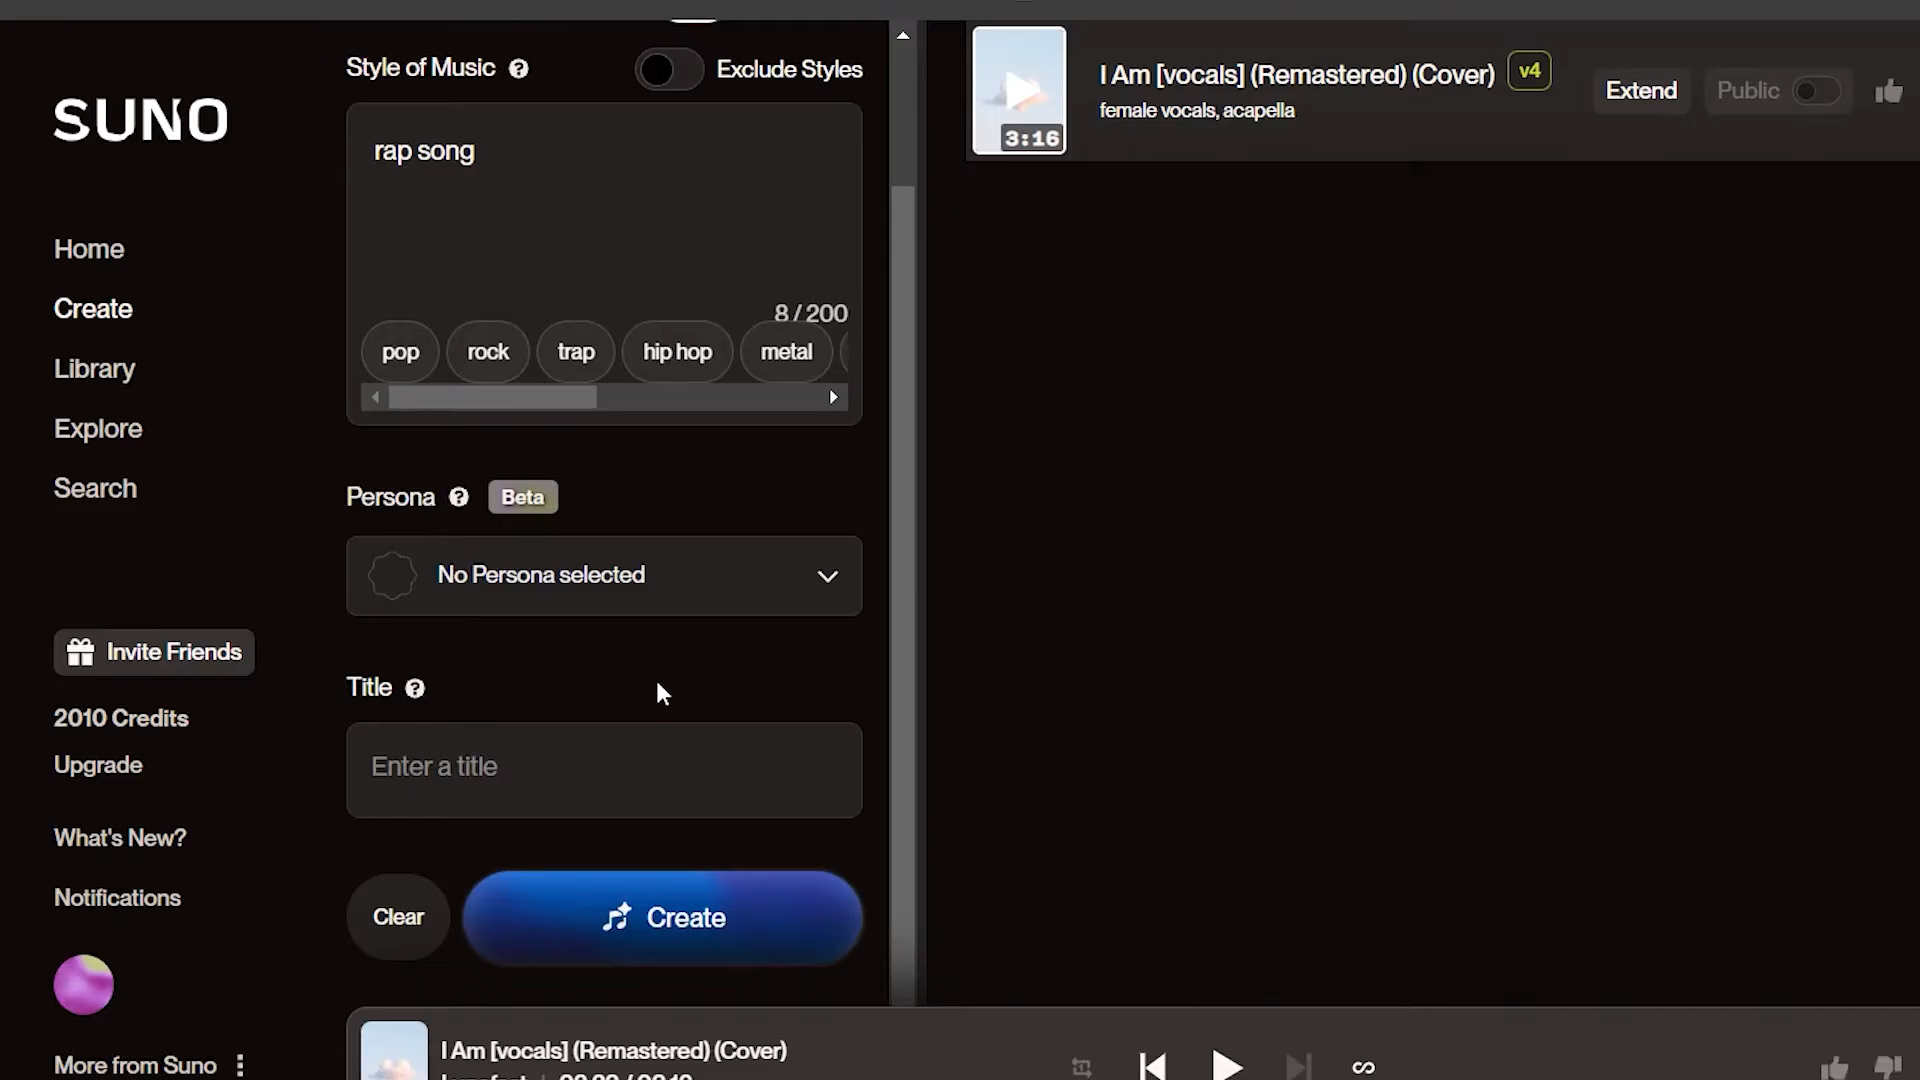 SUNO
Home
Create
Library
Explore
Search
Invite Friends
2010 Credits
Upgrade
What's New?
Notifications
More from Suno
Style of Music
Exclude Styles
rap song
8 / 200
pop rock trap hip hop metal
Persona Beta
No Persona selected
Title
Enter a title
Clear
Create
3:16
I Am [vocals] (Remastered) (Cover) v4
female vocals, acapella
Extend
Public
I Am [vocals] (Remastered) (Cover)